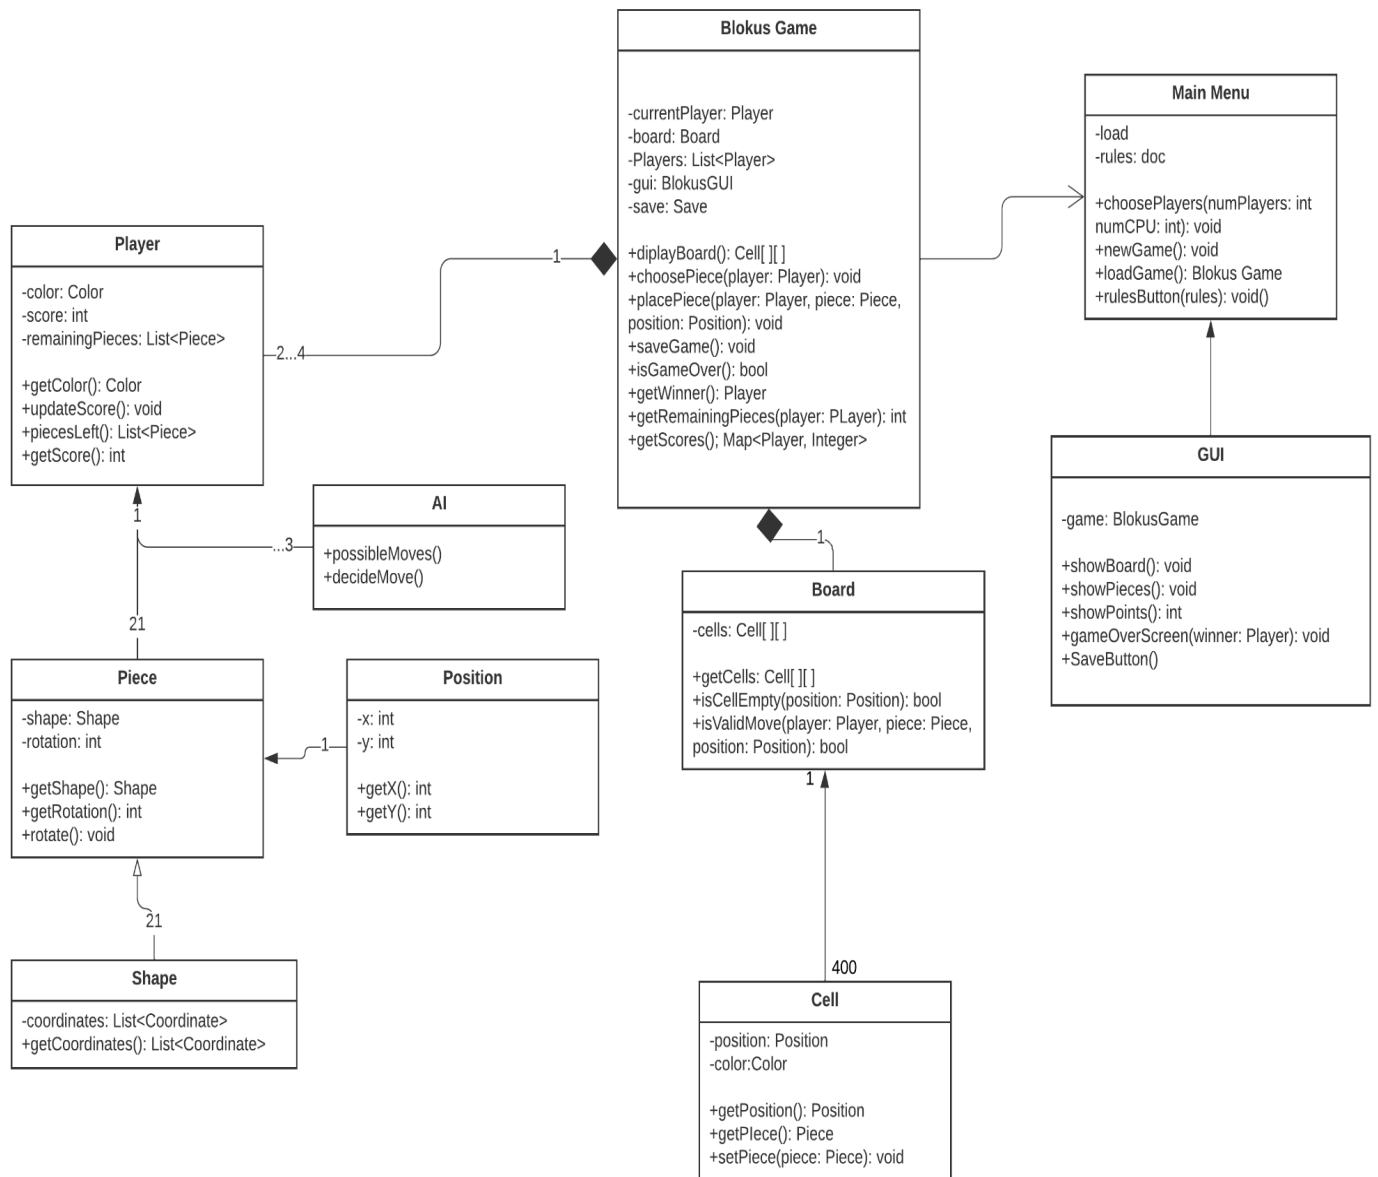 Blokus Game
-currentPlayer: Player
-board: Board
-Players: List<Player>
-gui: BlokusGUI
-save: Save
+diplayBoard(): Cell[ ][ ]
+choosePiece(player: Player): void
+placePiece(player: Player, piece: Piece,
position: Position): void
+saveGame(): void
+isGameOver(): bool
+getWinner(): Player
+getRemainingPieces(player: PLayer): int
+getScores(); Map<Player, Integer>
Main Menu
-load
-rules: doc
+choosePlayers(numPlayers: int
numCPU: int): void
+newGame(): void
+loadGame(): Blokus Game
+rulesButton(rules): void()
Player
-color: Color
-score: int
-remainingPieces: List<Piece>
+getColor(): Color
+updateScore(): void
+piecesLeft(): List<Piece>
+getScore(): int
1
2...4
1
...3
21
AI
+possibleMoves()
+decideMove()
1
Board
-cells: Cell[ ][ ]
+getCells: Cell[ ][ ]
+isCellEmpty(position: Position): bool
+isValidMove(player: Player, piece: Piece,
position: Position): bool
GUI
-game: BlokusGame
+showBoard(): void
+showPieces(): void
+showPoints(): int
+gameOverScreen(winner: Player): void
+SaveButton()
Piece
-shape: Shape
-rotation: int
+getShape(): Shape
+getRotation(): int
+rotate(): void
1
Position
-x: int
-y: int
+getX(): int
+getY(): int
21
Shape
-coordinates: List<Coordinate>
+getCoordinates(): List<Coordinate>
1
400
Cell
-position: Position
-color:Color
+getPosition(): Position
+getPIece(): Piece
+setPiece(piece: Piece): void